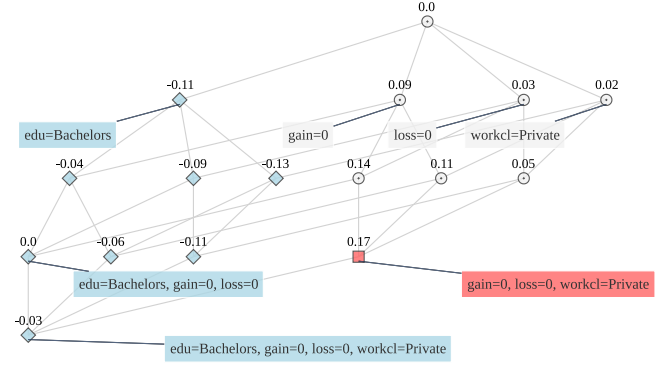 0.0
-0.11
0.09
0.03
0.02
edu=Bachelors
gain=0
loss=0
workcl=Private
-0.04
-0.09
-0.13
0.14
0.11
0.05
0.0
-0.06
-0.11
0.17
edu=Bachelors, gain=0, loss=0
gain=0, loss=0, workcl=Private
-0.03
edu=Bachelors, gain=0, loss=0, workcl=Private